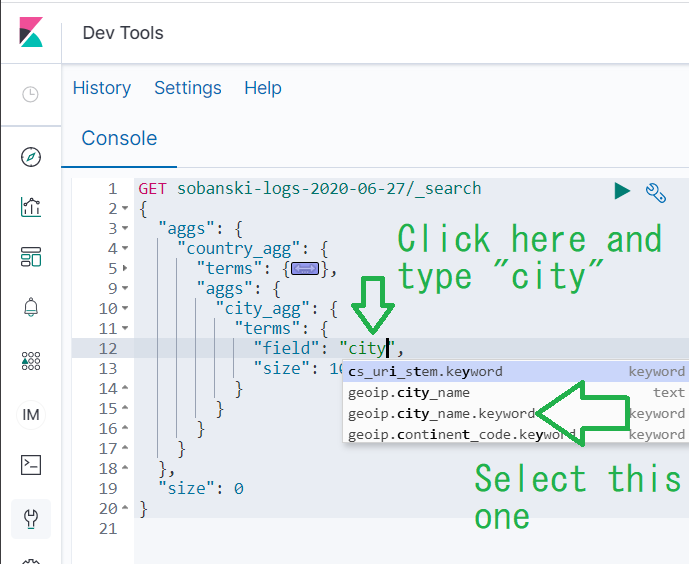 Dev Tools
History Settings Help
Console
1 GET sobanski-logs-2020-06-27/_search
2 {
3 "aggs": {
4 "country_agg": {
5 "terms": {},
9 "aggs": {
10 "city_agg": {
11 "terms": {
12 "field": "city",
13 "size": 10
14 }
15 }
16 }
17 }
18 },
19 "size": 0
20 }
21
Click here and
type "city"
cs_uri_stem.keyword keyword
geoip.city_name text
geoip.city_name.keyword keyword
geoip.continent_code.keyword keyword
Select this
one
IM